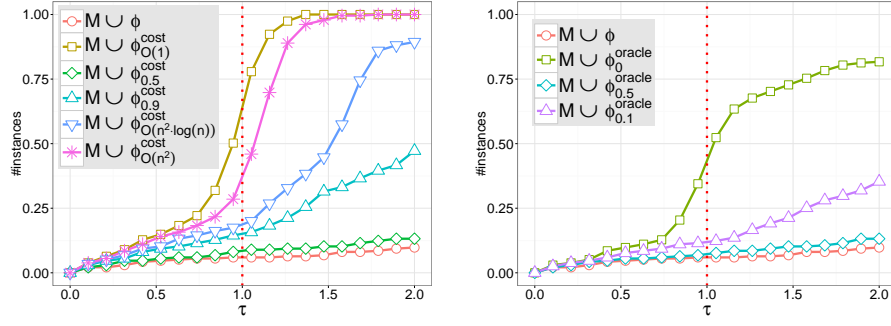 1.00
0.75
0.50
0.25
0.00
#instances
0.0 0.5 1.0 1.5 2.0
τ
M ∪ ϕ
M ∪ ϕ^cost_O(1)
M ∪ ϕ^cost_0.5
M ∪ ϕ^cost_0.9
M ∪ ϕ^cost_O(n²·log(n))
M ∪ ϕ^cost_O(n²)
1.00
0.75
0.50
0.25
0.00
#instances
0.0 0.5 1.0 1.5 2.0
τ
M ∪ ϕ
M ∪ ϕ^oracle_0
M ∪ ϕ^oracle_0.5
M ∪ ϕ^oracle_0.1